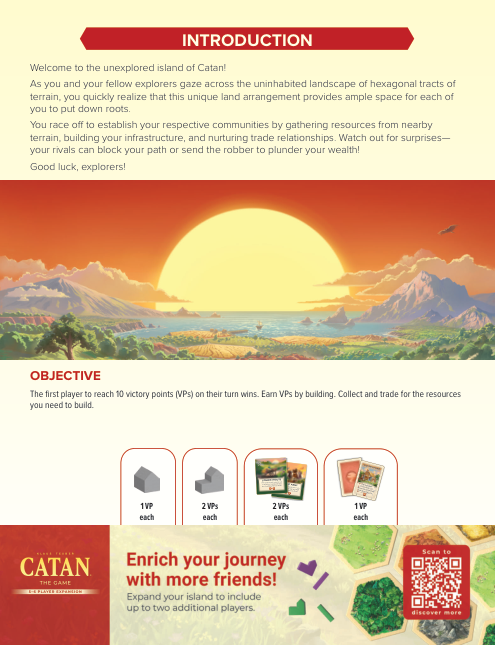 INTRODUCTION
Welcome to the unexplored island of Catan!
As you and your fellow explorers gaze across the uninhabited landscape of hexagonal tracts of
terrain, you quickly realize that this unique land arrangement provides ample space for each of
you to put down roots.
You race off to establish your respective communities by gathering resources from nearby
terrain, building your infrastructure, and nurturing trade relationships. Watch out for surprises—
your rivals can block your path or send the robber to plunder your wealth!
Good luck, explorers!
OBJECTIVE
The first player to reach 10 victory points (VPs) on their turn wins. Earn VPs by building. Collect and trade for the resources
you need to build.
1 VP
each
2 VPs
each
2 VPs
each
1 VP
each
CATAN
THE GAME
5-6 PLAYER EXPANSION
Enrich your journey
with more friends!
Expand your island to include
up to two additional players.
Scan to
discover more